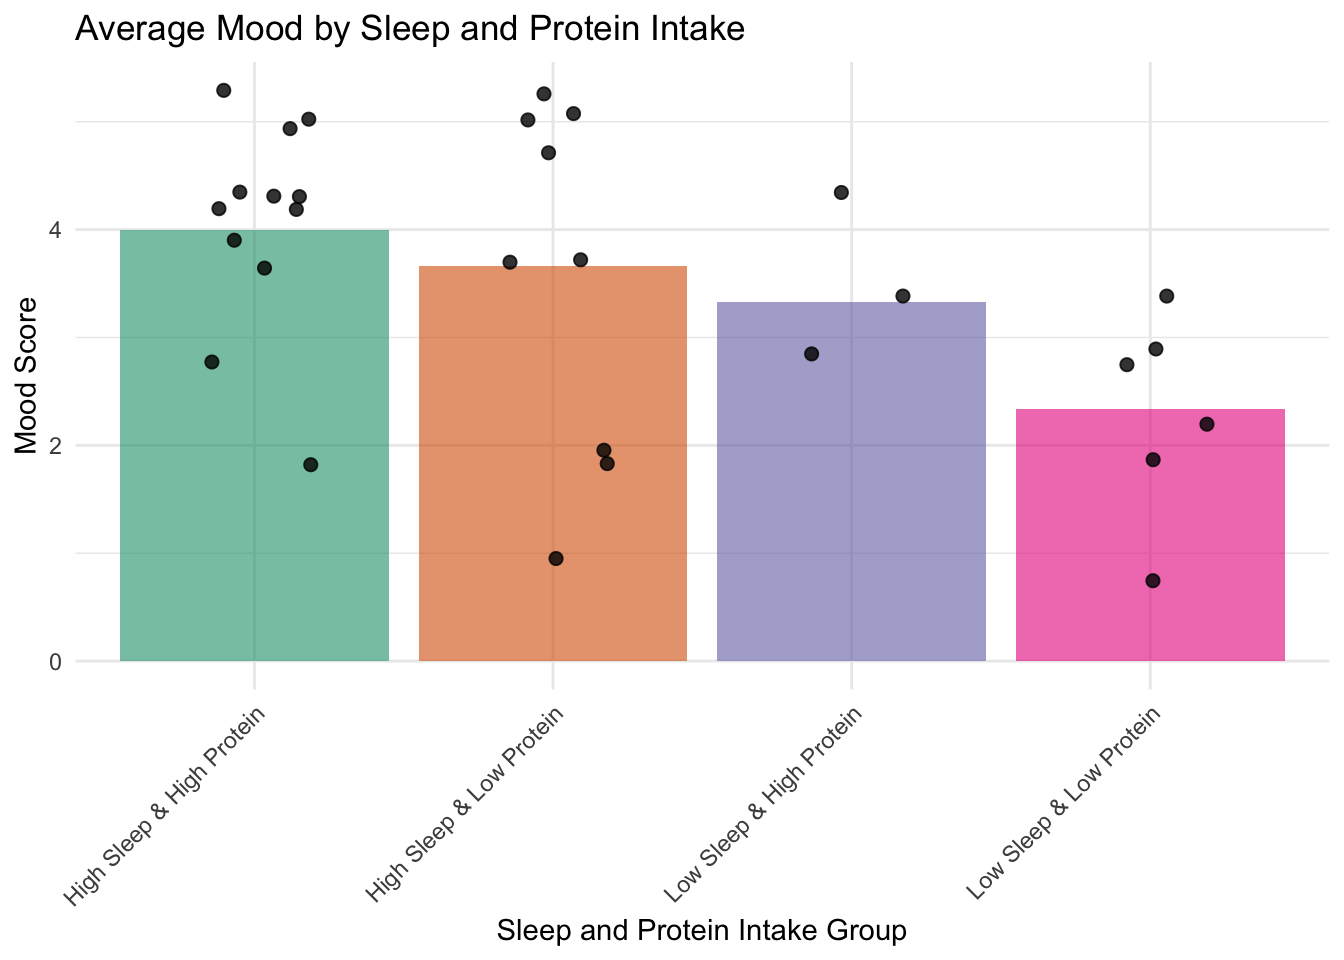 Average Mood by Sleep and Protein Intake
Mood Score
4
2
0
High Sleep & High Protein
High Sleep & Low Protein
Low Sleep & High Protein
Low Sleep & Low Protein
Sleep and Protein Intake Group